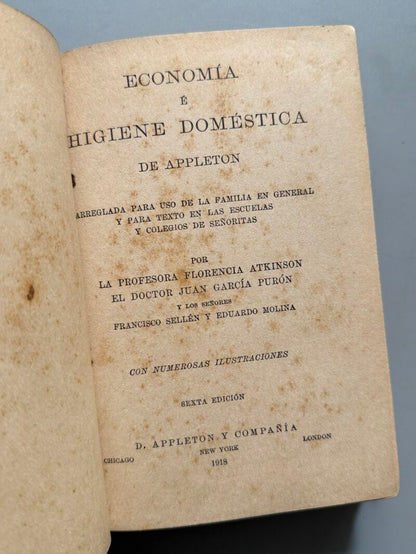 ECONOMÍA
É
HIGIENE DOMÉSTICA
DE APPLETON
ARREGLADA PARA USO DE LA FAMILIA EN GENERAL
Y PARA TEXTO EN LAS ESCUELAS
Y COLEGIOS DE SEÑORITAS
POR
LA PROFESORA FLORENCIA ATKINSON
EL DOCTOR JUAN GARCÍA PURÓN
Y LOS SEÑORES
FRANCISCO SELLÉN Y EDUARDO MOLINA
CON NUMEROSAS ILUSTRACIONES
SEXTA EDICIÓN
D. APPLETON Y COMPAÑÍA
CHICAGO NEW YORK LONDON
1918